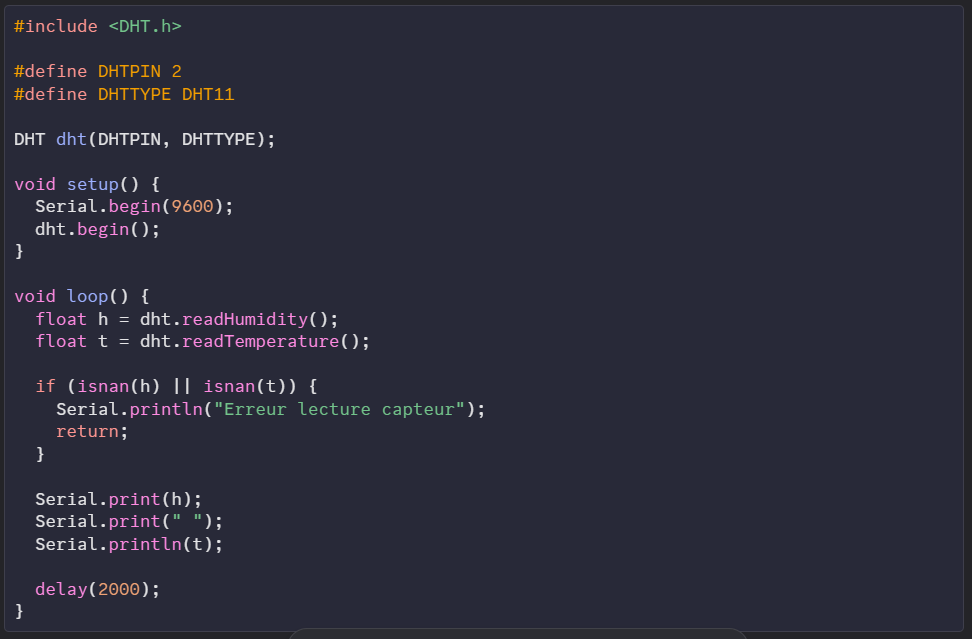 #include <DHT.h>
#define DHTPIN 2
#define DHTTYPE DHT11
DHT dht(DHTPIN, DHTTYPE);
void setup() {
  Serial.begin(9600);
  dht.begin();
}
void loop() {
  float h = dht.readHumidity();
  float t = dht.readTemperature();
  if (isnan(h) || isnan(t)) {
    Serial.println("Erreur lecture capteur");
    return;
  }
  Serial.print(h);
  Serial.print(" ");
  Serial.println(t);
  delay(2000);
}